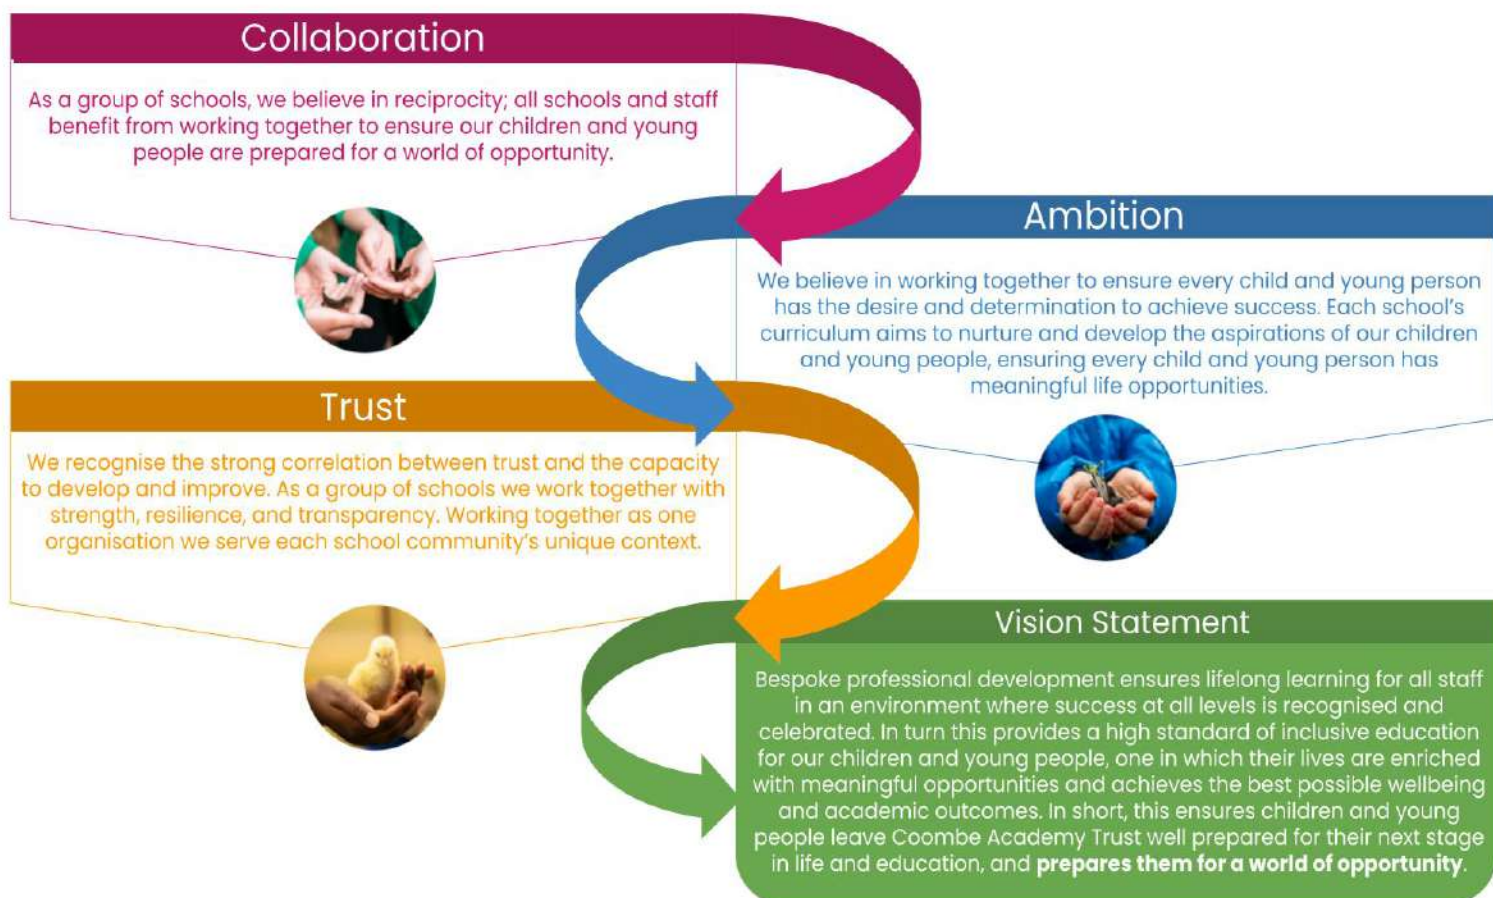 Collaboration
As a group of schools, we believe in reciprocity; all schools and staff
benefit from working together to ensure our children and young
people are prepared for a world of opportunity.
Ambition
We believe in working together to ensure every child and young person
has the desire and determination to achieve success. Each school's
curriculum aims to nurture and develop the aspirations of our children
and young people, ensuring every child and young person has
meaningful life opportunities.
Trust
We recognise the strong correlation between trust and the capacity
to develop and improve. As a group of schools we work together with
strength, resilience, and transparency. Working together as one
organisation we serve each school community's unique context.
Vision Statement
Bespoke professional development ensures lifelong learning for all staff
in an environment where success at all levels is recognised and
celebrated. In turn this provides a high standard of inclusive education
for our children and young people, one in which their lives are enriched
with meaningful opportunities and achieves the best possible wellbeing
and academic outcomes. In short, this ensures children and young
people leave Coombe Academy Trust well prepared for their next stage
in life and education, and prepares them for a world of opportunity.